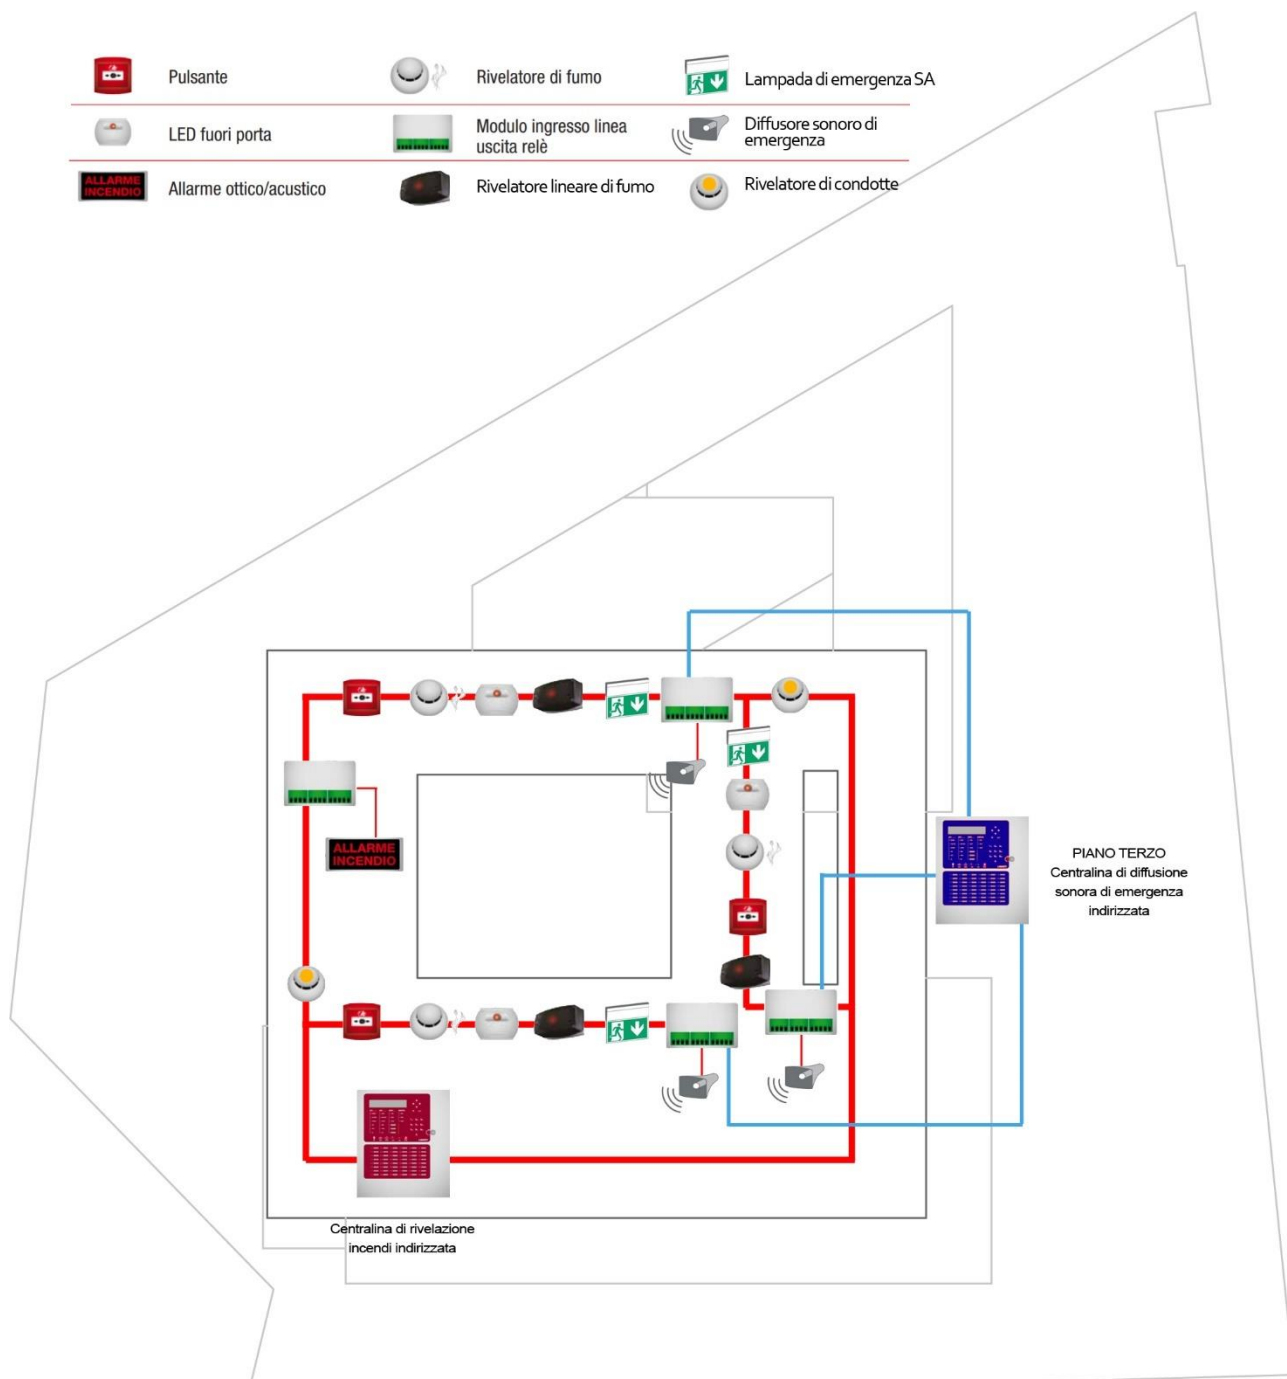 Pulsante
Rivelatore di fumo
Lampada di emergenza SA
LED fuori porta
Modulo ingresso linea
uscita relè
Diffusore sonoro di
emergenza
ALLARME
INCENDIO
Allarme ottico/acustico
Rivelatore lineare di fumo
Rivelatore di condotte
ALLARME
INCENDIO
PIANO TERZO
Centralina di diffusione
sonora di emergenza
indirizzata
Centralina di rivelazione
incendi indirizzata